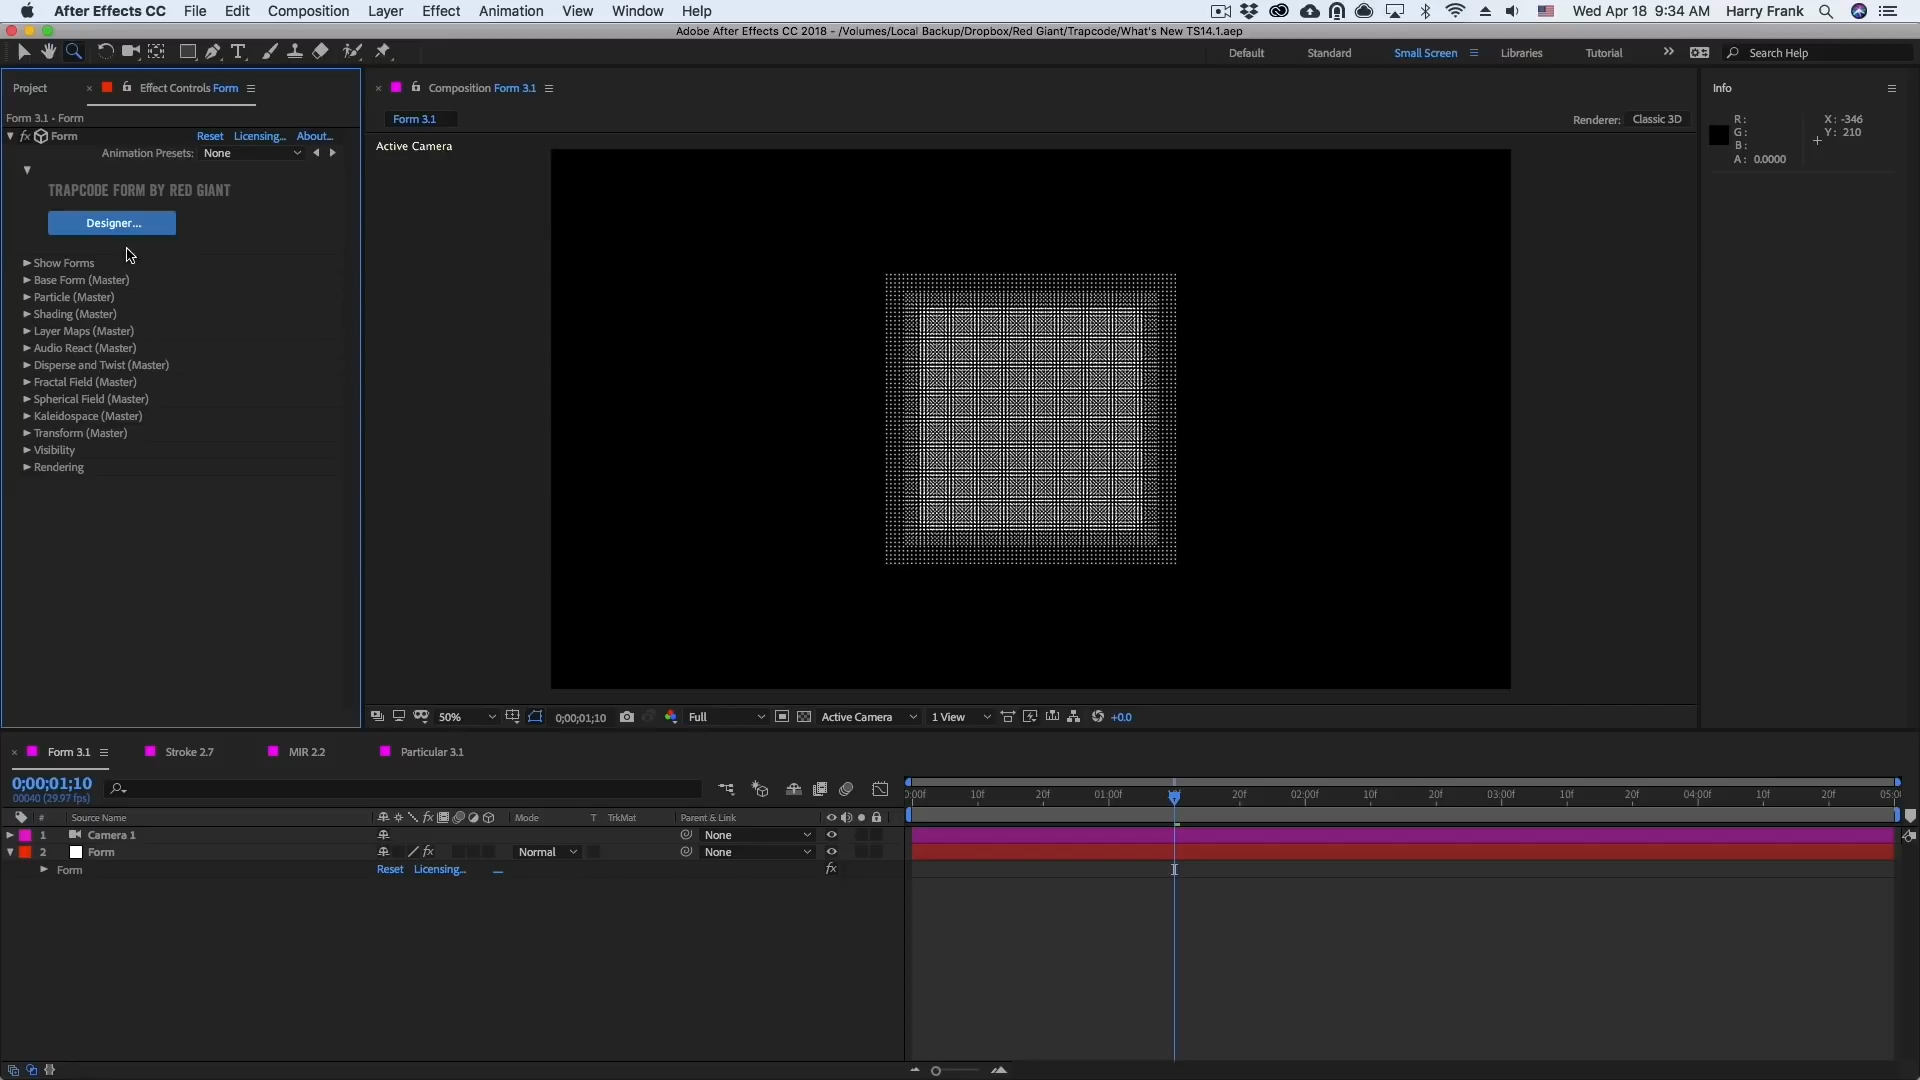 After Effects CC File Edit Composition Layer Effect Animation View Window Help Wed Apr 18 9:34 AM Harry Frank
Adobe After Effects CC 2018 - /Volumes/Local Backup/Dropbox/Red Giant/Trapcode/What's New TS14.1.aep
Default Standard Small Screen Libraries Tutorial Search Help
Project Effect Controls Form
Composition Form 3.1
Info
Form 3.1 - Form
Form 3.1
Renderer: Classic 3D
fx Form Reset Licensing... About...
Animation Presets: None
Active Camera
R:
G:
B:
A: 0.0000
X: -346
Y: 210
TRAPCODE FORM BY RED GIANT
Designer...
Show Forms
Base Form (Master)
Particle (Master)
Shading (Master)
Layer Maps (Master)
Audio React (Master)
Disperse and Twist (Master)
Fractal Field (Master)
Spherical Field (Master)
Kaleidospace (Master)
Transform (Master)
Visibility
Rendering
50% 0;00;01;10 Full Active Camera 1 View +0.0
Form 3.1 Stroke 2.7 MIR 2.2 Particular 3.1
0;00;01;10
00040 (29.97 fps)
0:00f 10f 20f 01:00f 20f 02:00f 10f 20f 03:00f 10f 20f 04:00f 10f 20f 05:0
# Source Name fx Mode T TrkMat Parent & Link
1 Camera 1 None
2 Form fx Normal None
Form Reset Licensing... fx